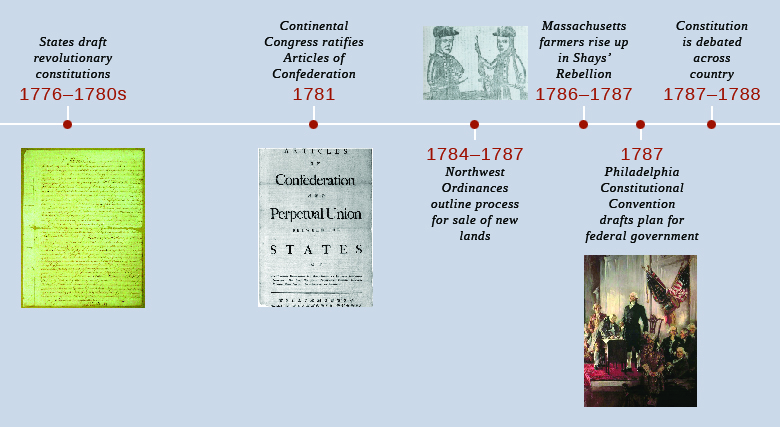 States draft
revolutionary
constitutions
1776–1780s
Continental
Congress ratifies
Articles of
Confederation
1781
Massachusetts
farmers rise up
in Shays’
Rebellion
1786–1787
Constitution
is debated
across
country
1787–1788
1784–1787
Northwest
Ordinances
outline process
for sale of new
lands
1787
Philadelphia
Constitutional
Convention
drafts plan for
federal government
ARTICLES
OF
Confederation
AND
Perpetual Union
BETWEEN THE
STATES
OF